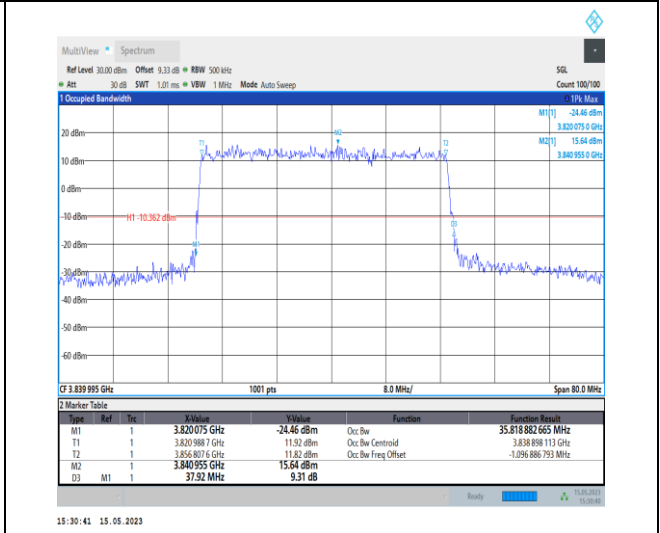 MultiView Spectrum
Ref Level 30.00 dBm Offset 9.33 dB RBW 500 kHz SGL
Att 30 dB SWT 1.01 ms VBW 1 MHz Mode Auto Sweep Count 100/100
1 Occupied Bandwidth 1Pk Max
M1[1] -24.46 dBm
3.820 075 0 GHz
M2[1] 15.64 dBm
3.840 955 0 GHz
20 dBm
M2
T1 T2
10 dBm
0 dBm
-10 dBm H1 -10.362 dBm
D3
-20 dBm
-30 dBm
-40 dBm
-50 dBm
-60 dBm
CF 3.839 995 GHz 1001 pts 8.0 MHz/ Span 80.0 MHz
2 Marker Table
Type Ref Trc X-Value Y-Value Function Function Result
M1 1 3.820 075 GHz -24.46 dBm Occ Bw 35.818 882 665 MHz
T1 1 3.820 988 7 GHz 11.92 dBm Occ Bw Centroid 3.838 898 113 GHz
T2 1 3.856 807 6 GHz 11.82 dBm Occ Bw Freq Offset -1.096 886 793 MHz
M2 1 3.840 955 GHz 15.64 dBm
D3 M1 1 37.92 MHz 9.31 dB
Ready 15.05.2023
15:30:40
15:30:41 15.05.2023